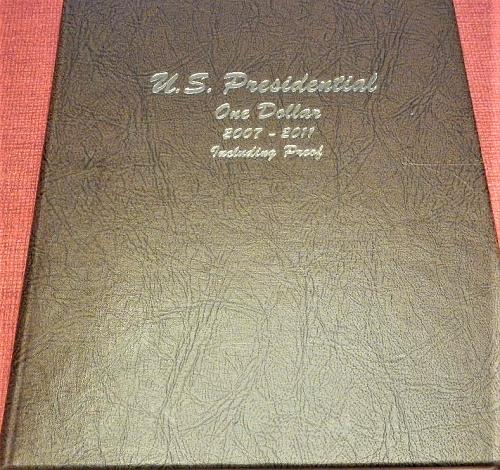 U.S. Presidential
One Dollar
2007 - 2011
Including Proof